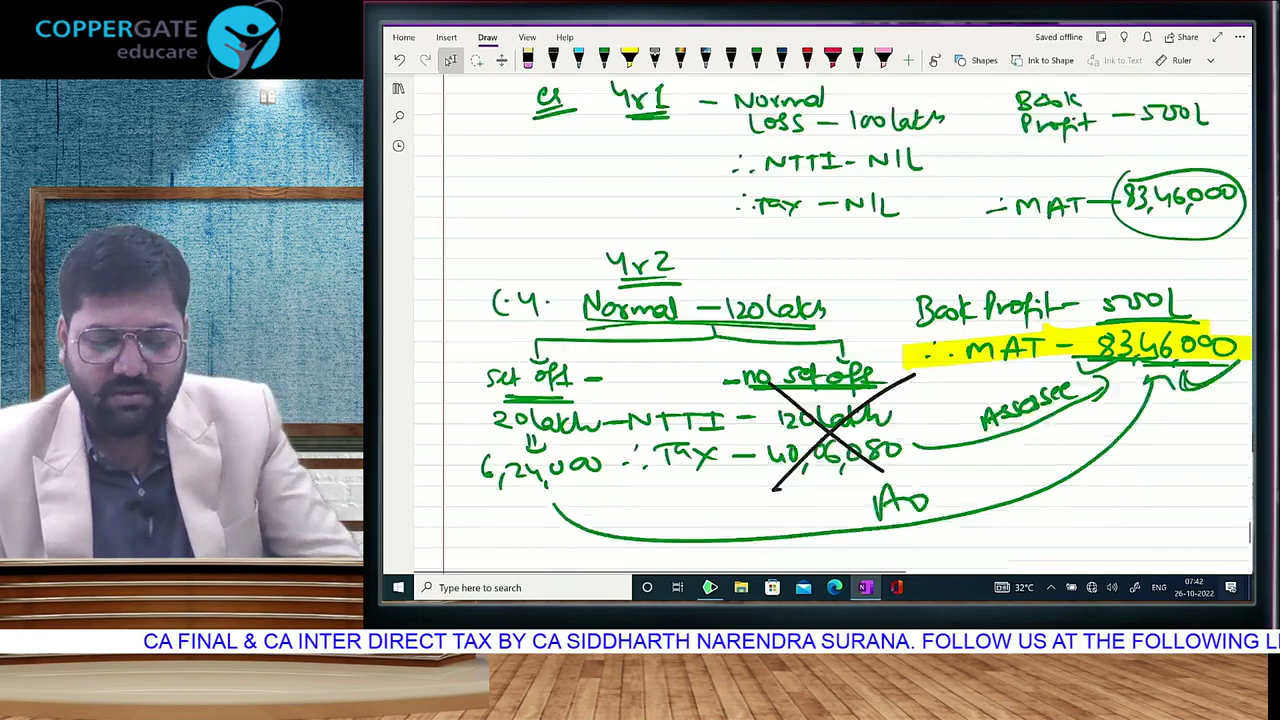 COPPERGATE
educare
Home Insert Draw View Help
Saved offline
Share
Shapes
Ink to Shape
Ink to Text
Ruler
Yr1 - Normal
Loss - 100 lakhs
Book
Profit - 500L
∴ NTTI - NIL
∴ Tax - NIL
∴ MAT - 83,46,000
Yr2
C.Y. Normal - 120 lakhs
Book Profit - 500L
∴ MAT - 83,46,000
set off - - no set off
20 lakhs - NTTI - 120 lakhs
Assessee
6,24,000 ∴ Tax - 40,06,080
AO
Type here to search
32°C
ENG
07:42
26-10-2022
CA FINAL & CA INTER DIRECT TAX BY CA SIDDHARTH NARENDRA SURANA. FOLLOW US AT THE FOLLOWING LI